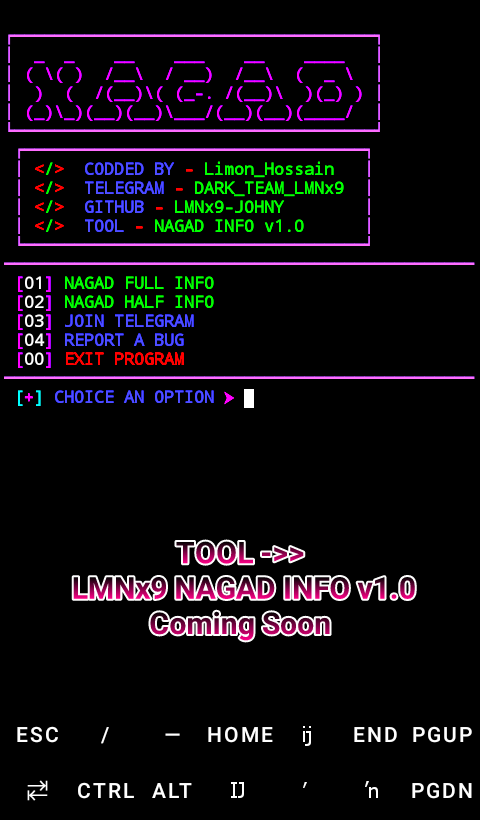 NAGAD
</> CODDED BY - Limon_Hossain
</> TELEGRAM - DARK_TEAM_LMNx9
</> GITHUB - LMNx9-JOHNY
</> TOOL - NAGAD INFO v1.0
[01] NAGAD FULL INFO
[02] NAGAD HALF INFO
[03] JOIN TELEGRAM
[04] REPORT A BUG
[00] EXIT PROGRAM
[+] CHOICE AN OPTION ➤
TOOL ->>
LMNx9 NAGAD INFO v1.0
Coming Soon
ESC / — HOME ĳ END PGUP
⇄ CTRL ALT Ĳ ′ ŉ PGDN